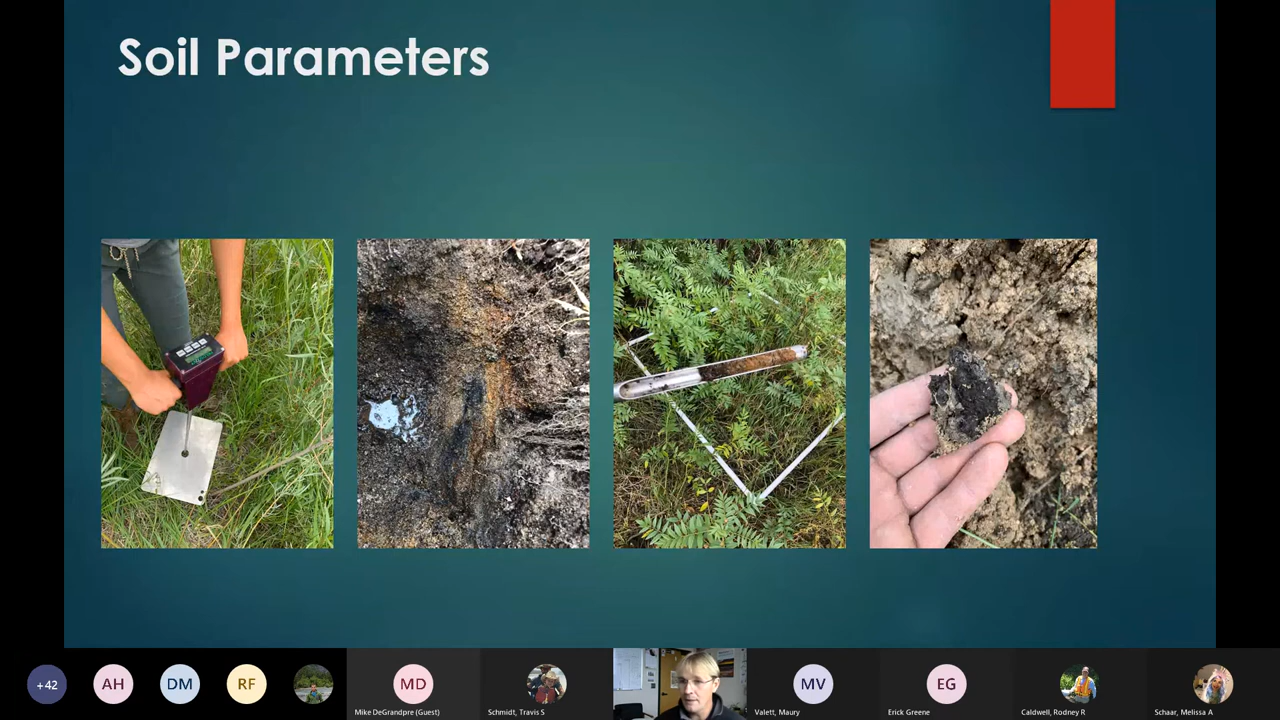 Soil Parameters
+42
AH
DM
RF
MD
MV
EG
Mike DeGrandpre (Guest)
Schmidt, Travis S
Valett, Maury
Erick Greene
Caldwell, Rodney R
Schaar, Melissa A